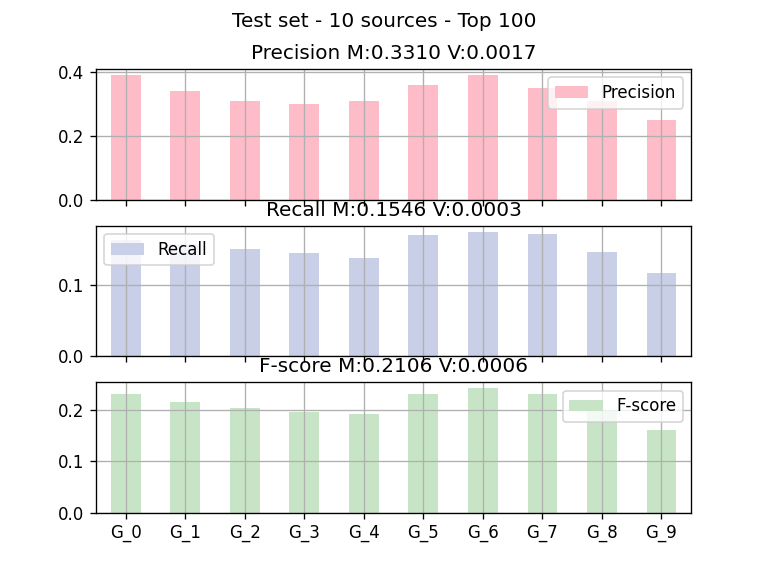 Test set - 10 sources - Top 100
Precision M:0.3310 V:0.0017
0.4
0.2
0.0
Precision
Recall M:0.1546 V:0.0003
0.1
0.0
Recall
F-score M:0.2106 V:0.0006
0.2
0.1
0.0
F-score
G_0 G_1 G_2 G_3 G_4 G_5 G_6 G_7 G_8 G_9